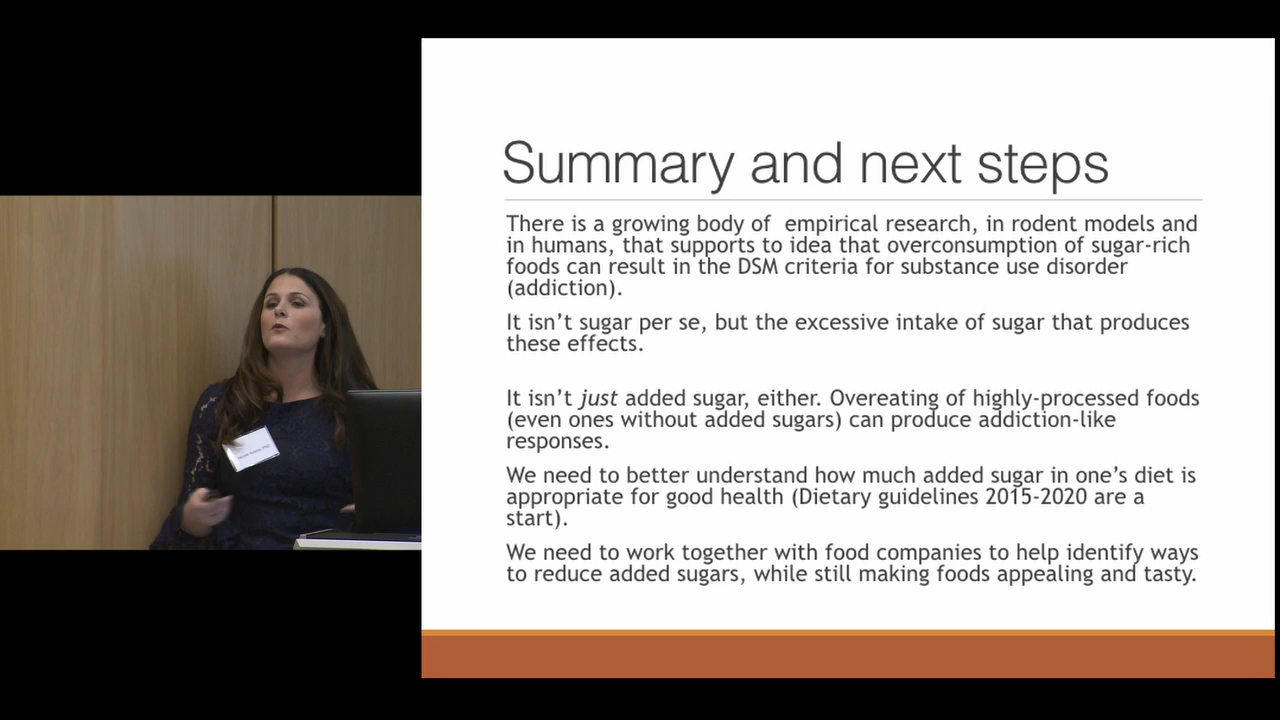 Summary and next steps
There is a growing body of  empirical research, in rodent models and
in humans, that supports to idea that overconsumption of sugar-rich
foods can result in the DSM criteria for substance use disorder
(addiction).
It isn’t sugar per se, but the excessive intake of sugar that produces
these effects.
It isn’t just added sugar, either. Overeating of highly-processed foods
(even ones without added sugars) can produce addiction-like
responses.
We need to better understand how much added sugar in one’s diet is
appropriate for good health (Dietary guidelines 2015-2020 are a
start).
We need to work together with food companies to help identify ways
to reduce added sugars, while still making foods appealing and tasty.